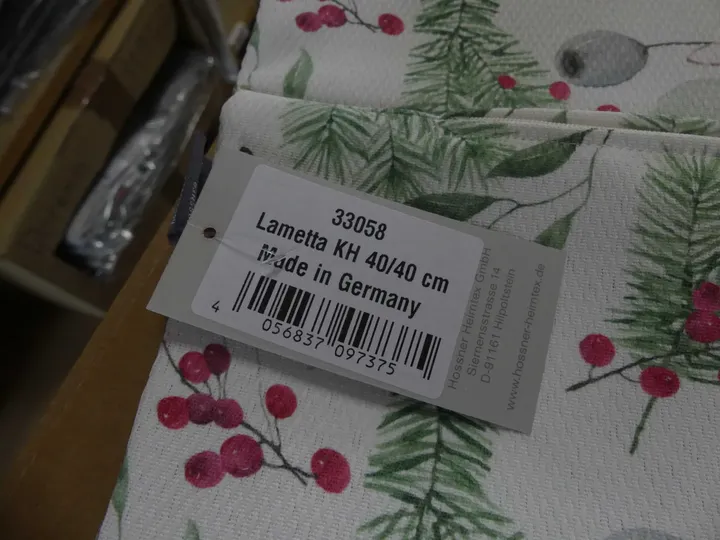 33058
Lametta KH 40/40 cm
Made in Germany
4 056837 097375
Hossner Heimtex GmbH
Siemensstrasse 14
D-91161 Hilpoltstein
www.hossner-heimtex.de